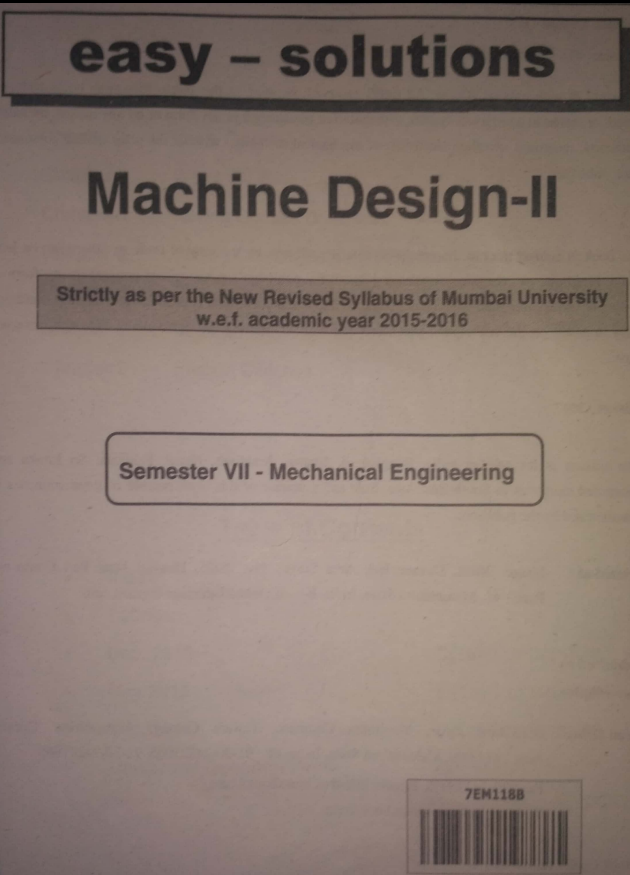 easy – solutions
Machine Design-II
Strictly as per the New Revised Syllabus of Mumbai University
w.e.f. academic year 2015-2016
Semester VII - Mechanical Engineering
7EM118B